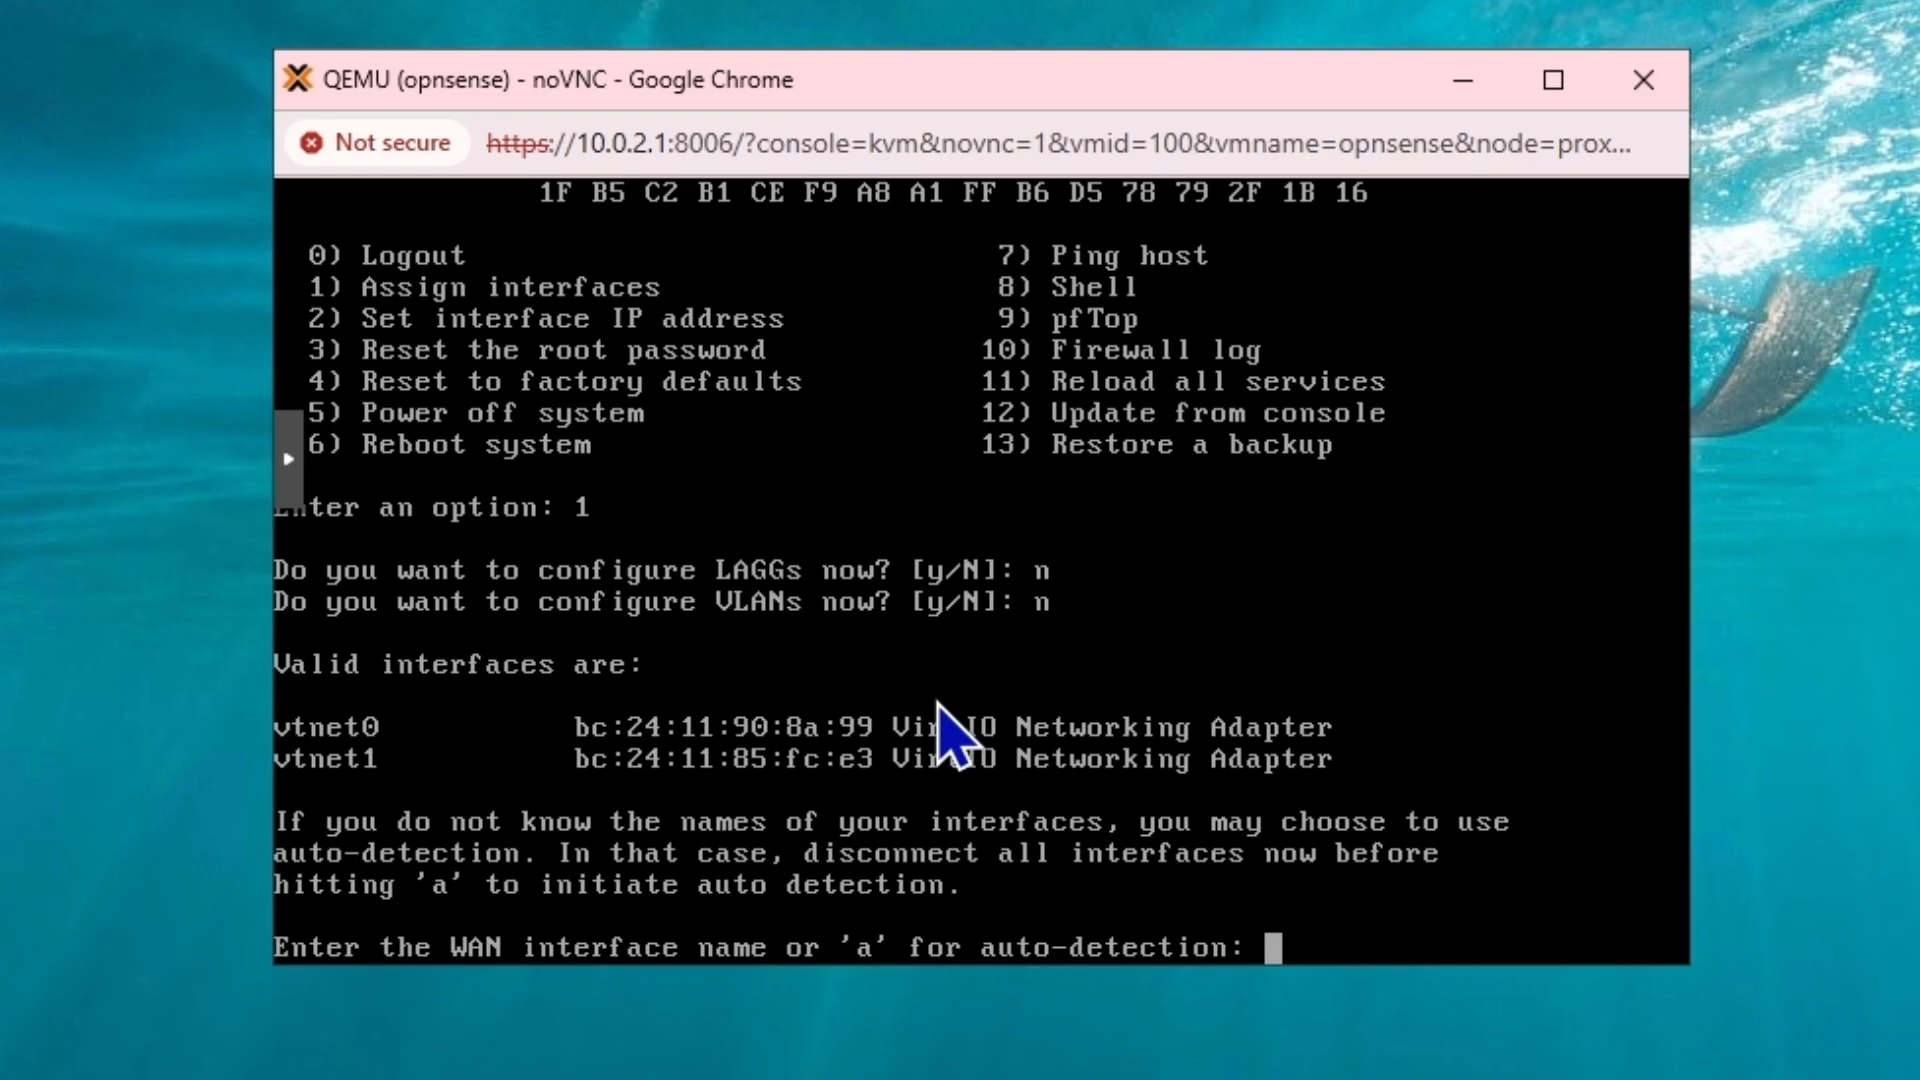 QEMU (opnsense) - noVNC - Google Chrome
Not secure https://10.0.2.1:8006/?console=kvm&novnc=1&vmid=100&vmname=opnsense&node=prox...
1F B5 C2 B1 CE F9 A8 A1 FF B6 D5 78 79 2F 1B 16
0) Logout 7) Ping host
1) Assign interfaces 8) Shell
2) Set interface IP address 9) pfTop
3) Reset the root password 10) Firewall log
4) Reset to factory defaults 11) Reload all services
5) Power off system 12) Update from console
6) Reboot system 13) Restore a backup
Enter an option: 1
Do you want to configure LAGGs now? [y/N]: n
Do you want to configure VLANs now? [y/N]: n
Valid interfaces are:
vtnet0 bc:24:11:90:8a:99 VirtIO Networking Adapter
vtnet1 bc:24:11:85:fc:e3 VirtIO Networking Adapter
If you do not know the names of your interfaces, you may choose to use
auto-detection. In that case, disconnect all interfaces now before
hitting 'a' to initiate auto detection.
Enter the WAN interface name or 'a' for auto-detection: